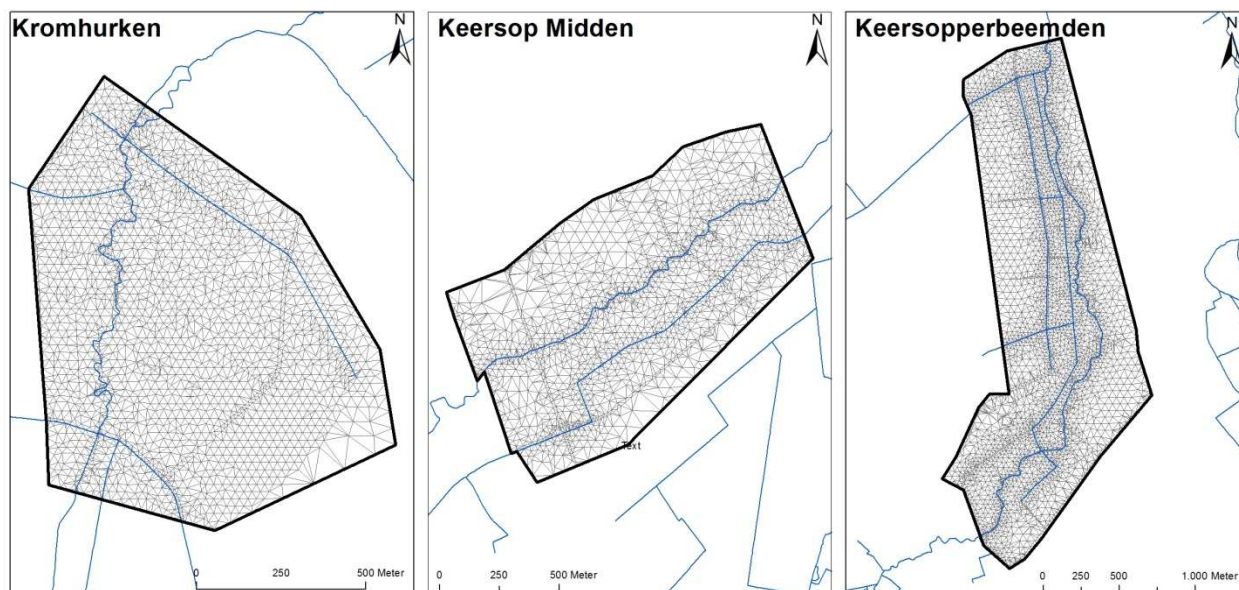 Kromhurken
N
0 250 500 Meter
Keersop Midden
N
Text
0 250 500 Meter
Keersopperbeemden
N
0 250 500 1.000 Meter